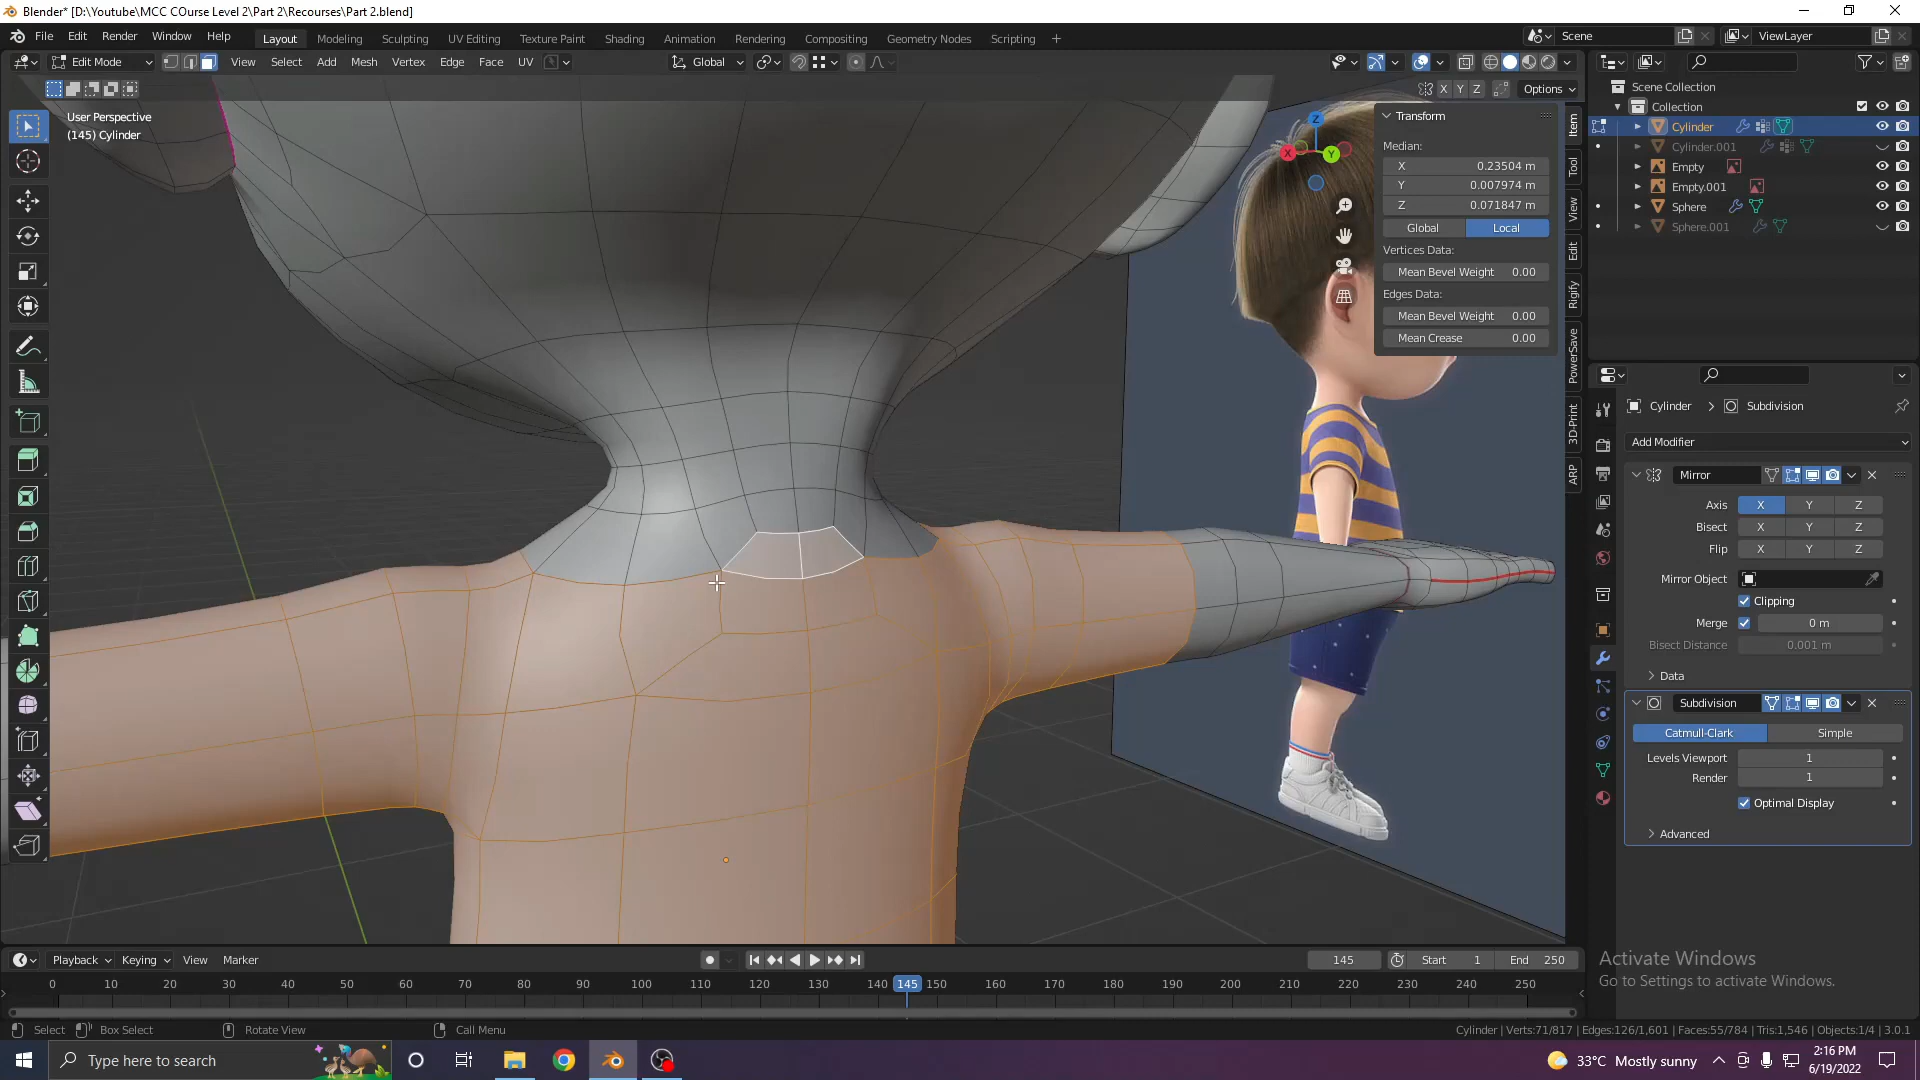 Blender* [D:\Youtube\MCC COurse Level 2\Part 2\Recourses\Part 2.blend]
File Edit Render Window Help Layout Modeling Sculpting UV Editing Texture Paint Shading Animation Rendering Compositing Geometry Nodes Scripting + Scene ViewLayer
Edit Mode View Select Add Mesh Vertex Edge Face UV Global
X Y Z Options
User Perspective
(145) Cylinder
Z
X
Y
Transform
Median:
X 0.23504 m
Y 0.007974 m
Z 0.071847 m
Global Local
Vertices Data:
Mean Bevel Weight 0.00
Edges Data:
Mean Bevel Weight 0.00
Mean Crease 0.00
Item
Tool
View
Edit
Rigify
PowerSave
3D-Print
ARP
Scene Collection
Collection
Cylinder
Cylinder.001
Empty
Empty.001
Sphere
Sphere.001
Cylinder > Subdivision
Add Modifier
Mirror
Axis X Y Z
Bisect X Y Z
Flip X Y Z
Mirror Object
Clipping
Merge 0 m
Bisect Distance 0.001 m
Data
Subdivision
Catmull-Clark Simple
Levels Viewport 1
Render 1
Optimal Display
Advanced
Activate Windows
Go to Settings to activate Windows.
Playback Keying View Marker 145 Start 1 End 250
0 10 20 30 40 50 60 70 80 90 100 110 120 130 140 145 150 160 170 180 190 200 210 220 230 240 250
Select Box Select Rotate View Call Menu Cylinder | Verts:71/817 | Edges:126/1,601 | Faces:55/784 | Tris:1,546 | Objects:1/4 | 3.0.1
Type here to search 33°C Mostly sunny 2:16 PM
6/19/2022